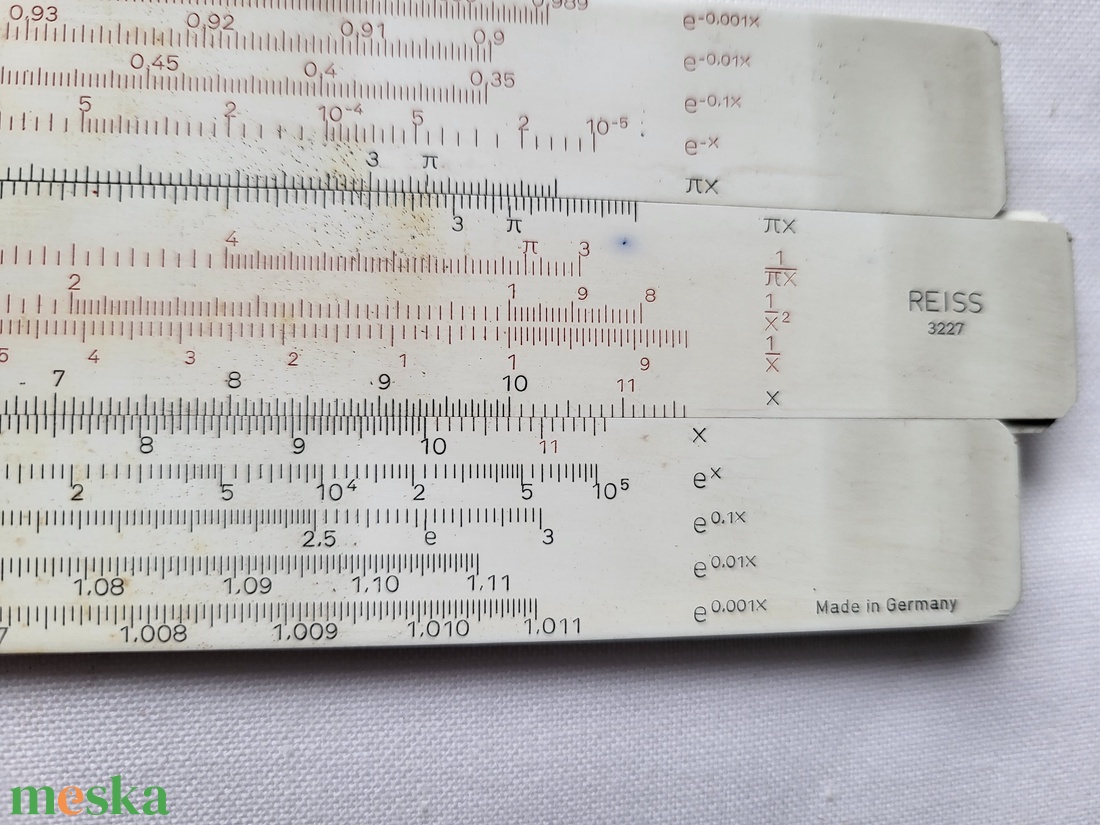 0,989
0,93 0,92 0,91 0,9 e-0,001x
0,45 0,4 0,35 e-0,01x
5 2 10-4 5 2 10-5 e-0,1x
e-x
3 π πx
3 π πx
4 π 3 1/πx
2 1 9 8 1/x2
REISS
3227
5 4 3 2 1 1 9 1/x
7 8 9 10 11 x
8 9 10 11 x
2 5 104 2 5 105 ex
2.5 e 3 e0,1x
1,08 1,09 1,10 1,11 e0,01x
7 1,008 1,009 1,010 1,011 e0,001x
Made in Germany
meska